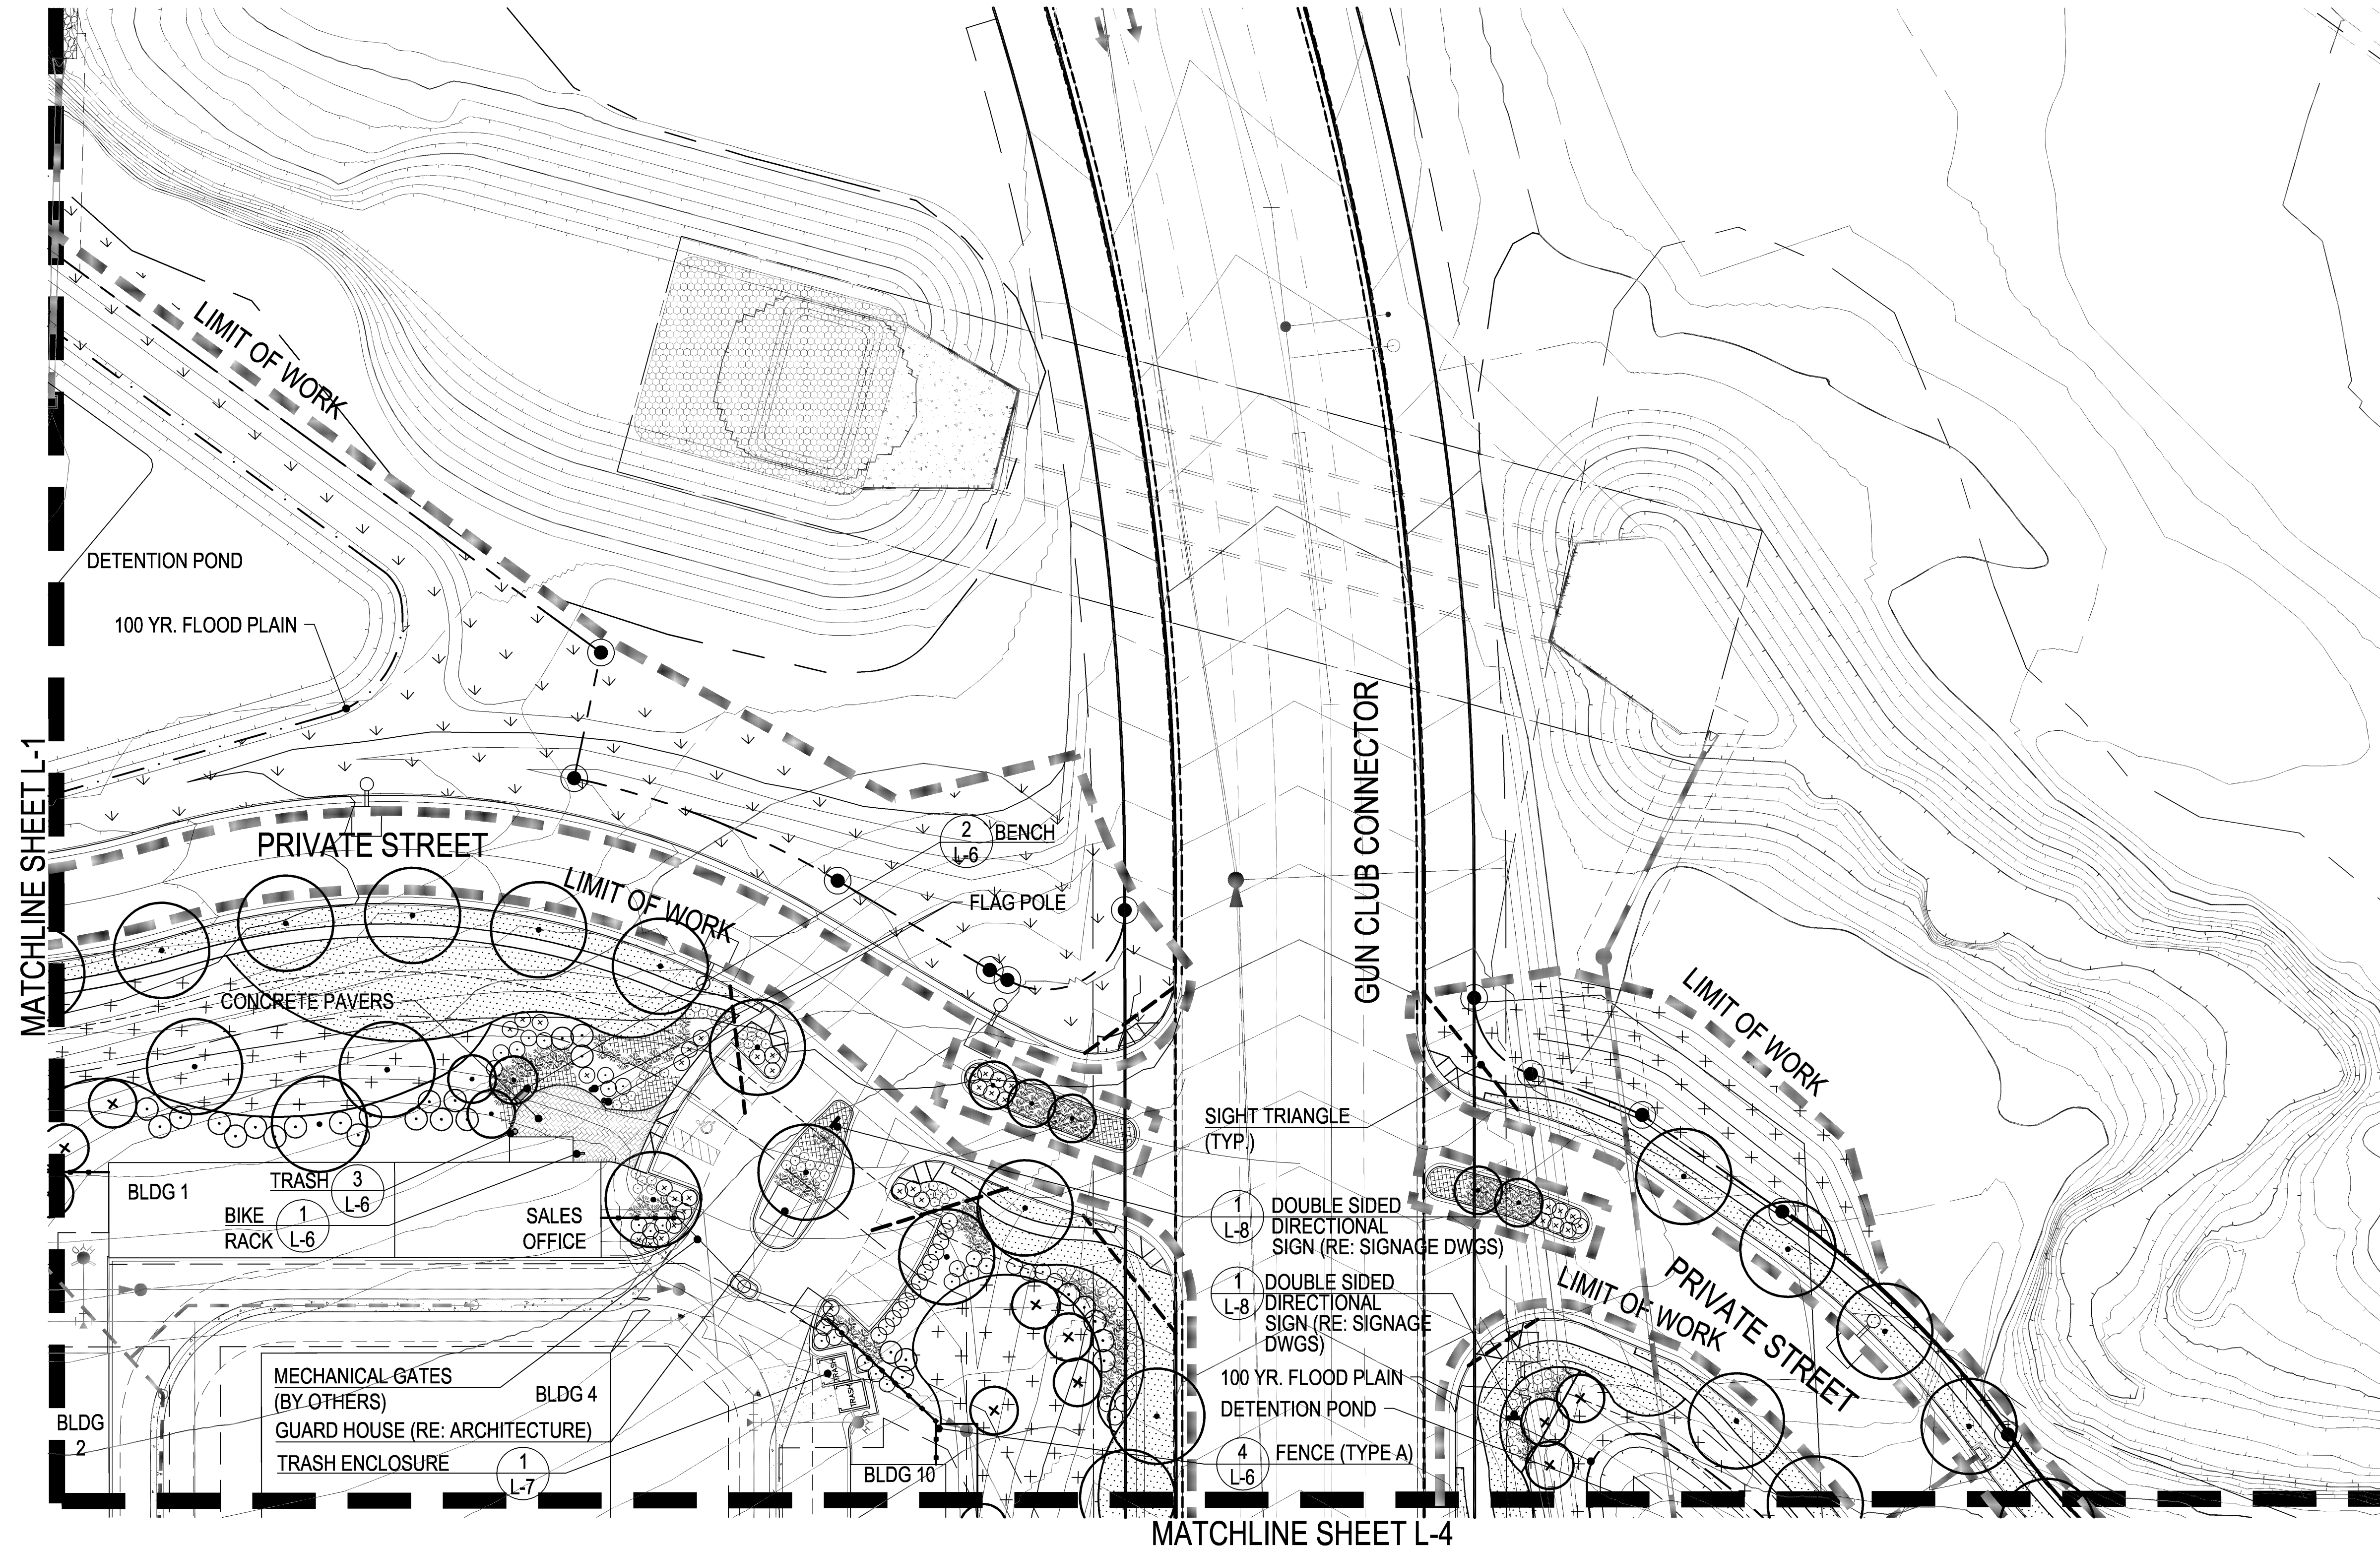 LIMIT OF WORK
DETENTION POND
100 YR. FLOOD PLAIN
MATCHLINE SHEET L-1
PRIVATE STREET
LIMIT OF WORK
2
L-6
BENCH
FLAG POLE
CONCRETE PAVERS
GUN CLUB CONNECTOR
LIMIT OF WORK
SIGHT TRIANGLE
(TYP.)
BLDG 1
TRASH
3
L-6
BIKE
RACK
1
L-6
SALES
OFFICE
1
L-8
DOUBLE SIDED
DIRECTIONAL
SIGN (RE: SIGNAGE DWGS)
1
L-8
DOUBLE SIDED
DIRECTIONAL
SIGN (RE: SIGNAGE
DWGS)
LIMIT OF WORK
PRIVATE STREET
MECHANICAL GATES
(BY OTHERS)
BLDG 4
GUARD HOUSE (RE: ARCHITECTURE)
TRASH ENCLOSURE
1
L-7
BLDG
2
TRASH
TRASH
BLDG 10
100 YR. FLOOD PLAIN
DETENTION POND
4
L-6
FENCE (TYPE A)
MATCHLINE SHEET L-4